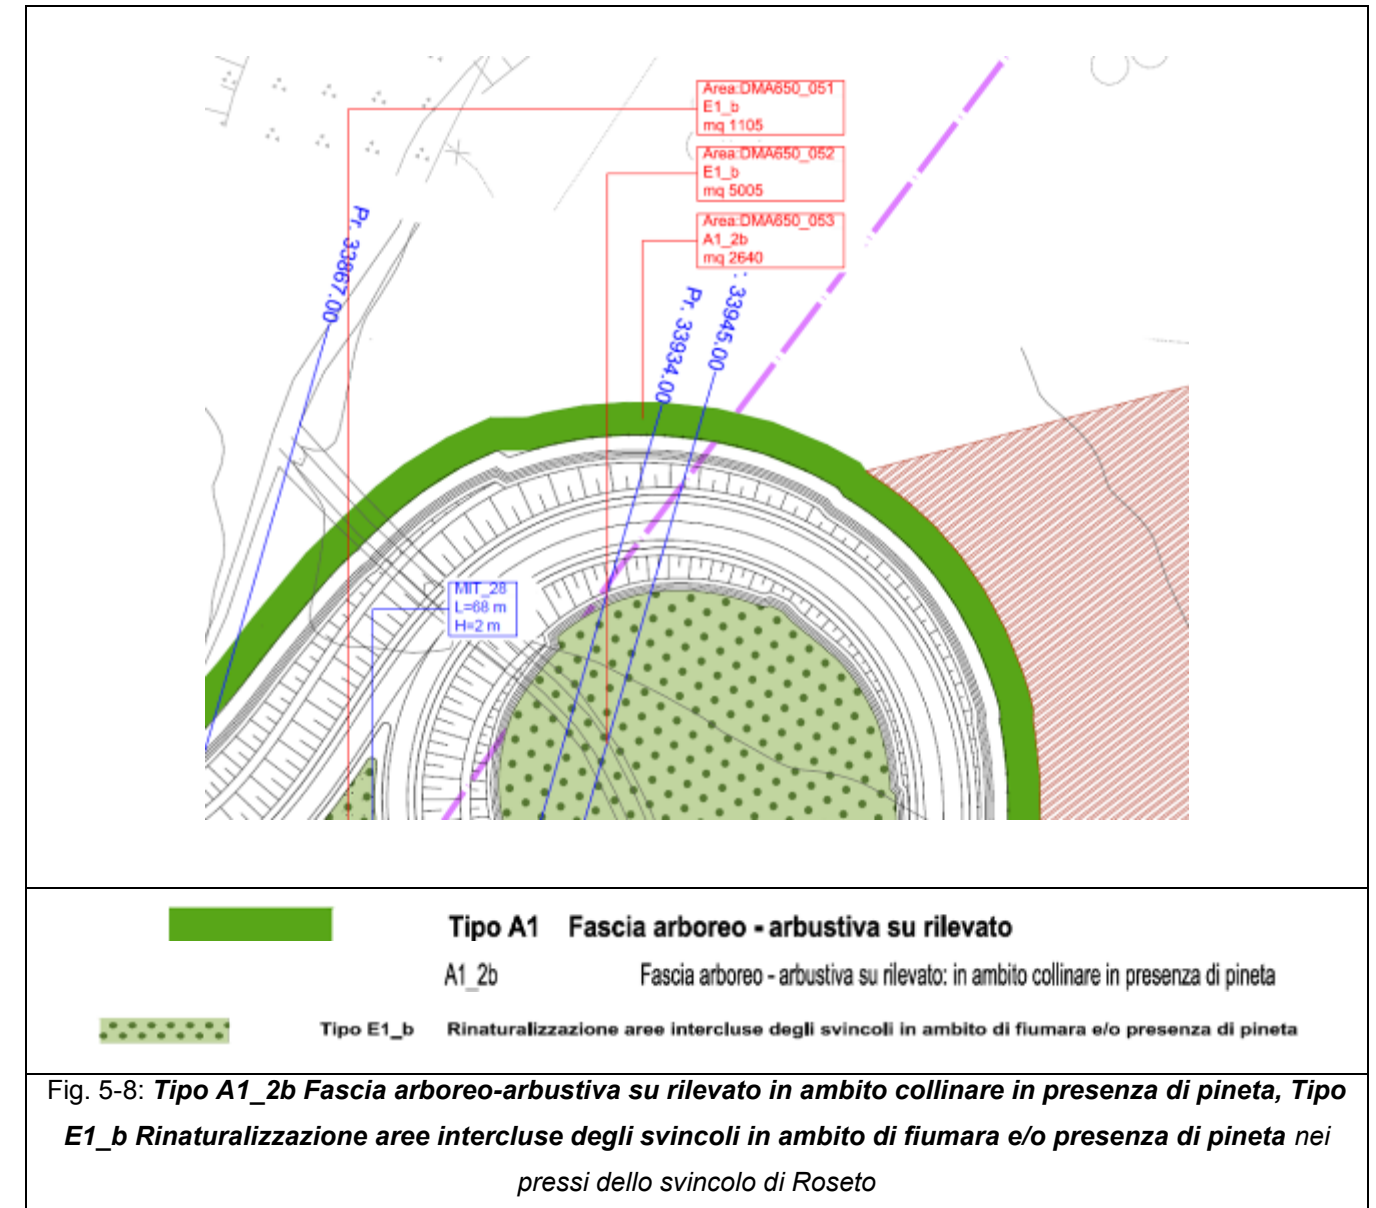 Area:DMA650_051
E1_b
mq 1105
Area:DMA650_052
E1_b
mq 5005
Area:DMA650_053
A1_2b
mq 2640
Pr. 33867.00
Pr. 33934.00
: 33945.00
MIT_28
L=68 m
H=2 m
Tipo A1 Fascia arboreo - arbustiva su rilevato
A1_2b Fascia arboreo - arbustiva su rilevato: in ambito collinare in presenza di pineta
Tipo E1_b Rinaturalizzazione aree intercluse degli svincoli in ambito di fiumara e/o presenza di pineta
Fig. 5-8: Tipo A1_2b Fascia arboreo-arbustiva su rilevato in ambito collinare in presenza di pineta, Tipo
E1_b Rinaturalizzazione aree intercluse degli svincoli in ambito di fiumara e/o presenza di pineta nei
pressi dello svincolo di Roseto